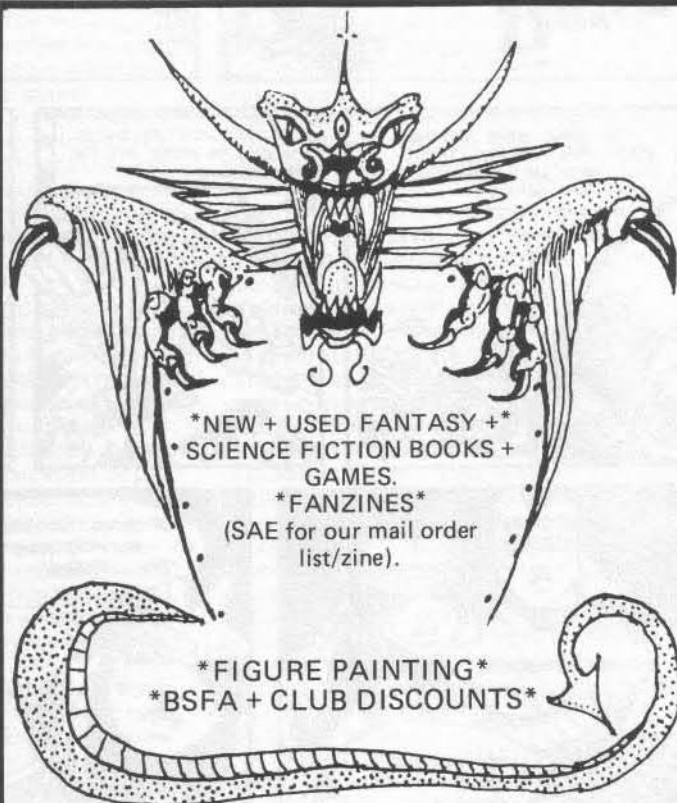 *NEW + USED FANTASY +*
SCIENCE FICTION BOOKS +
GAMES.
*FANZINES*
(SAE for our mail order
list/zine).
*FIGURE PAINTING*
*BSFA + CLUB DISCOUNTS*